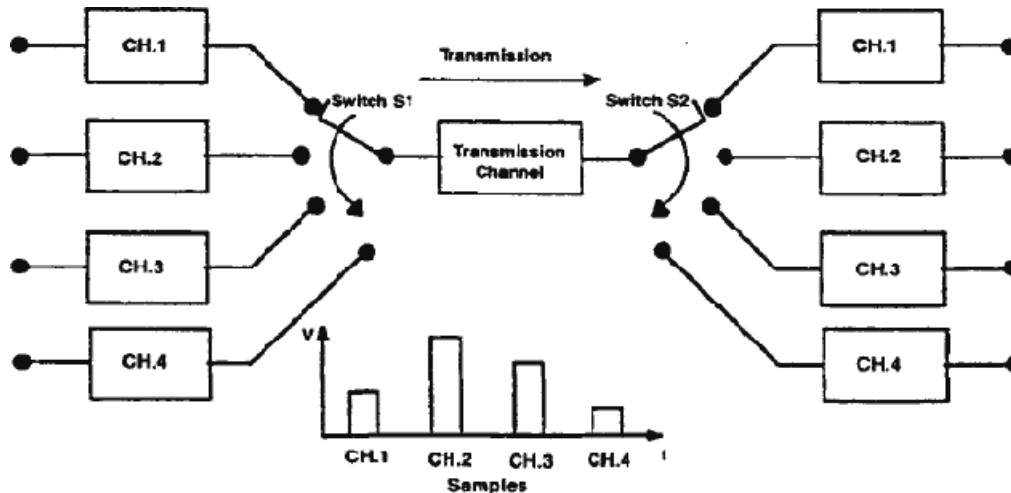 CH.1
CH.2
CH.3
CH.4
Transmission
Switch S1
Switch S2
Transmission
Channel
CH.1
CH.2
CH.3
CH.4
V
t
CH.1 CH.2 CH.3 CH.4
Samples